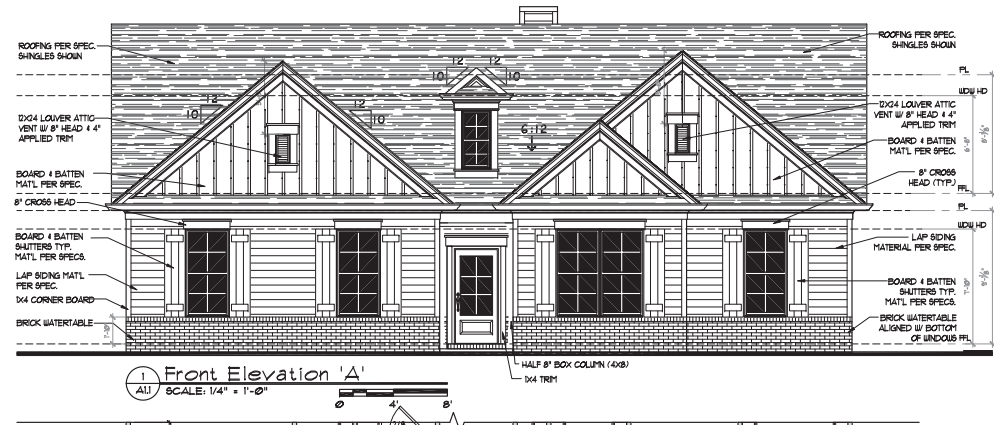 ROOFING PER SPEC.
SHINGLES SHOWN
12X24 LOUVER ATTIC
VENT W/ 8" HEAD & 4"
APPLIED TRIM
BOARD & BATTEN
MAT'L PER SPEC.
8" CROSS HEAD
BOARD & BATTEN
SHUTTERS TYP.
MAT'L PER SPECS.
LAP SIDING MAT'L
PER SPEC.
1X4 CORNER BOARD
BRICK WATERTABLE
12
10
12
10
12
10
12
10
6:12
ROOFING PER SPEC.
SHINGLES SHOWN
PL
WDW HD
12X24 LOUVER ATTIC
VENT W/ 8" HEAD & 4"
APPLIED TRIM
BOARD & BATTEN
MAT'L PER SPEC.
8" CROSS
HEAD (TYP.)
FFL
PL
WDW HD
LAP SIDING
MATERIAL PER SPEC.
BOARD & BATTEN
SHUTTERS TYP.
MAT'L PER SPECS.
BRICK WATERTABLE
ALIGNED W/ BOTTOM
OF WINDOWS
FFL
HALF 8" BOX COLUMN (4X8)
1X4 TRIM
1
A1.1
Front Elevation 'A'
SCALE: 1/4" = 1'-0"
0 4' 8'